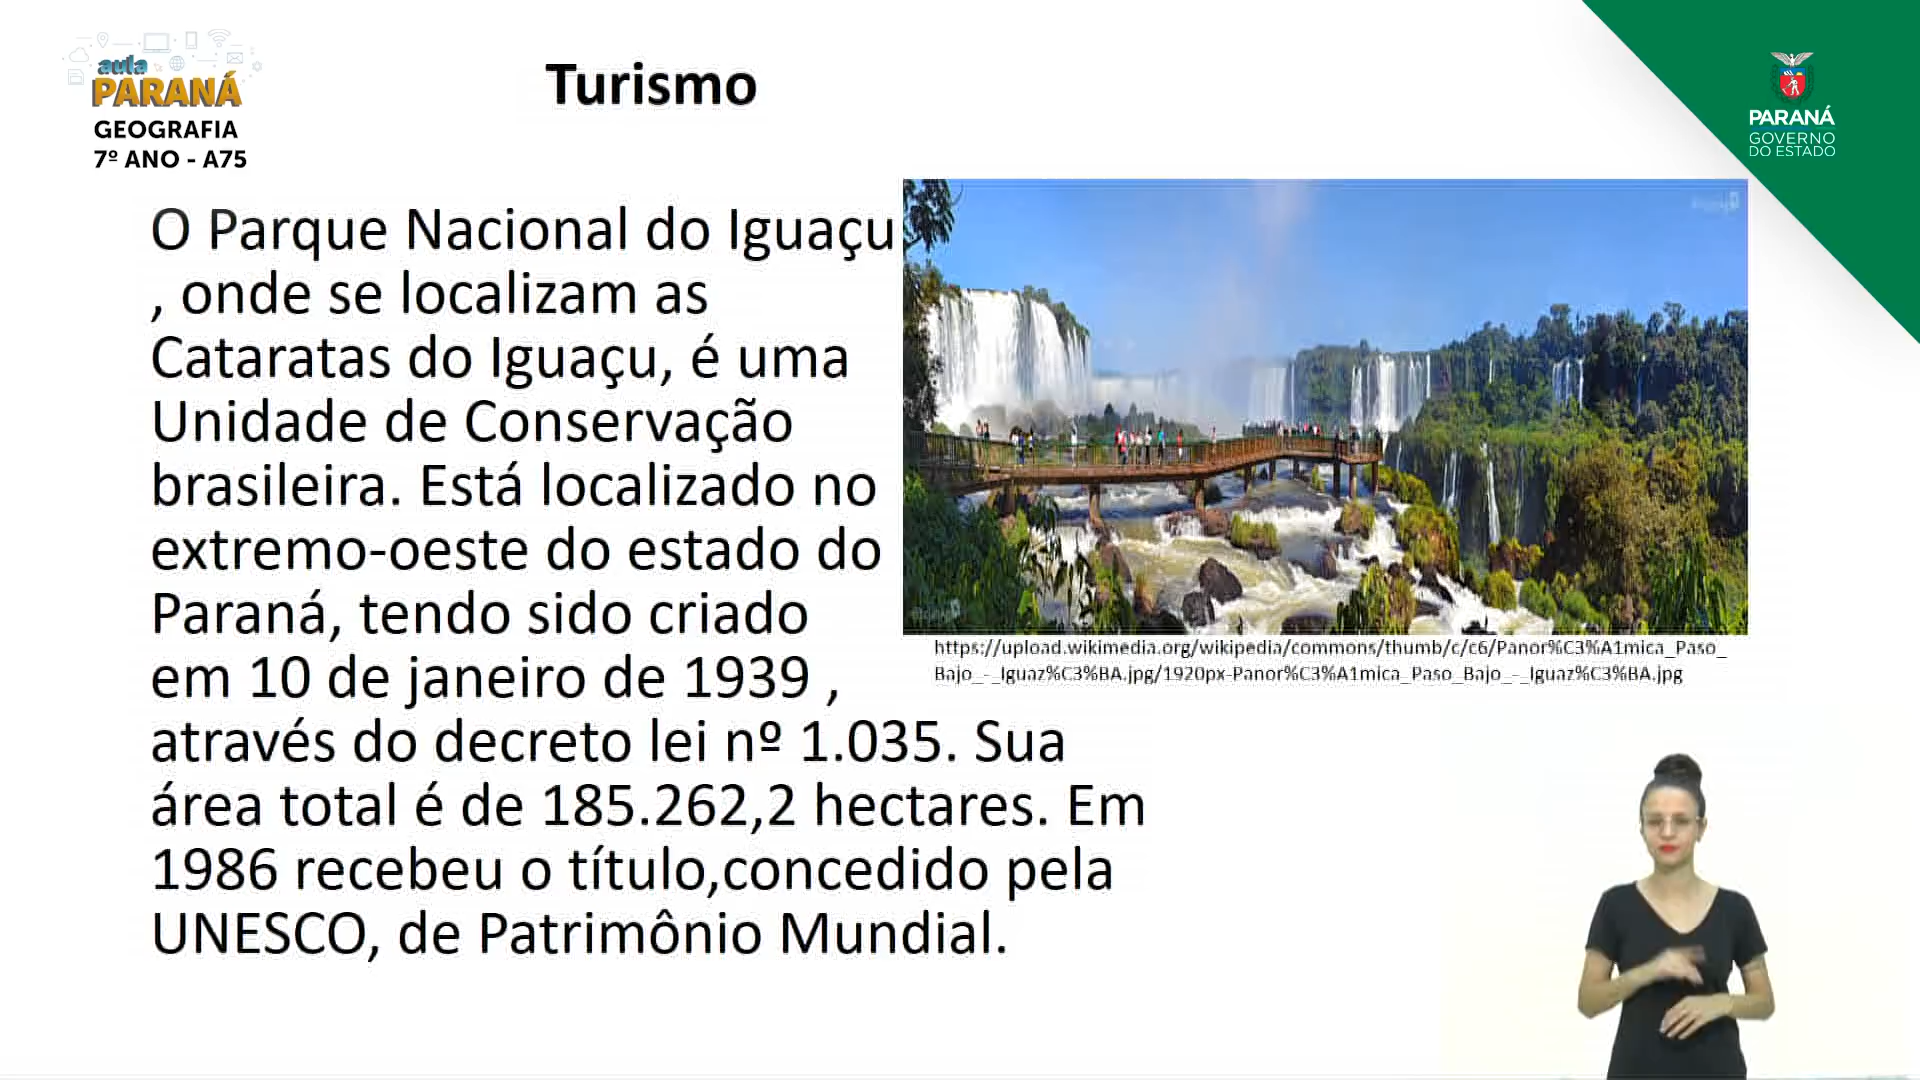 aula
PARANÁ
GEOGRAFIA
7º ANO - A75
Turismo
PARANÁ
GOVERNO
DO ESTADO
O Parque Nacional do Iguaçu
, onde se localizam as
Cataratas do Iguaçu, é uma
Unidade de Conservação
brasileira. Está localizado no
extremo-oeste do estado do
Paraná, tendo sido criado
em 10 de janeiro de 1939 ,
através do decreto lei nº 1.035. Sua
área total é de 185.262,2 hectares. Em
1986 recebeu o título,concedido pela
UNESCO, de Patrimônio Mundial.
https://upload.wikimedia.org/wikipedia/commons/thumb/c/c6/Panor%C3%A1mica_Paso_
Bajo_-_Iguaz%C3%BA.jpg/1920px-Panor%C3%A1mica_Paso_Bajo_-_Iguaz%C3%BA.jpg